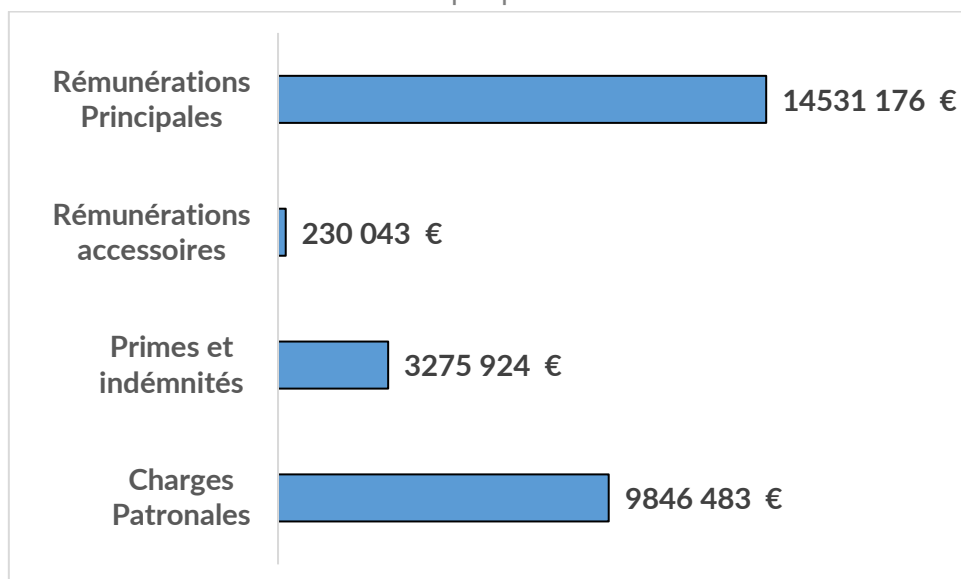 Rémunérations
Principales
14531 176 €
Rémunérations
accessoires
230 043 €
Primes et
indémnités
3275 924 €
Charges
Patronales
9846 483 €